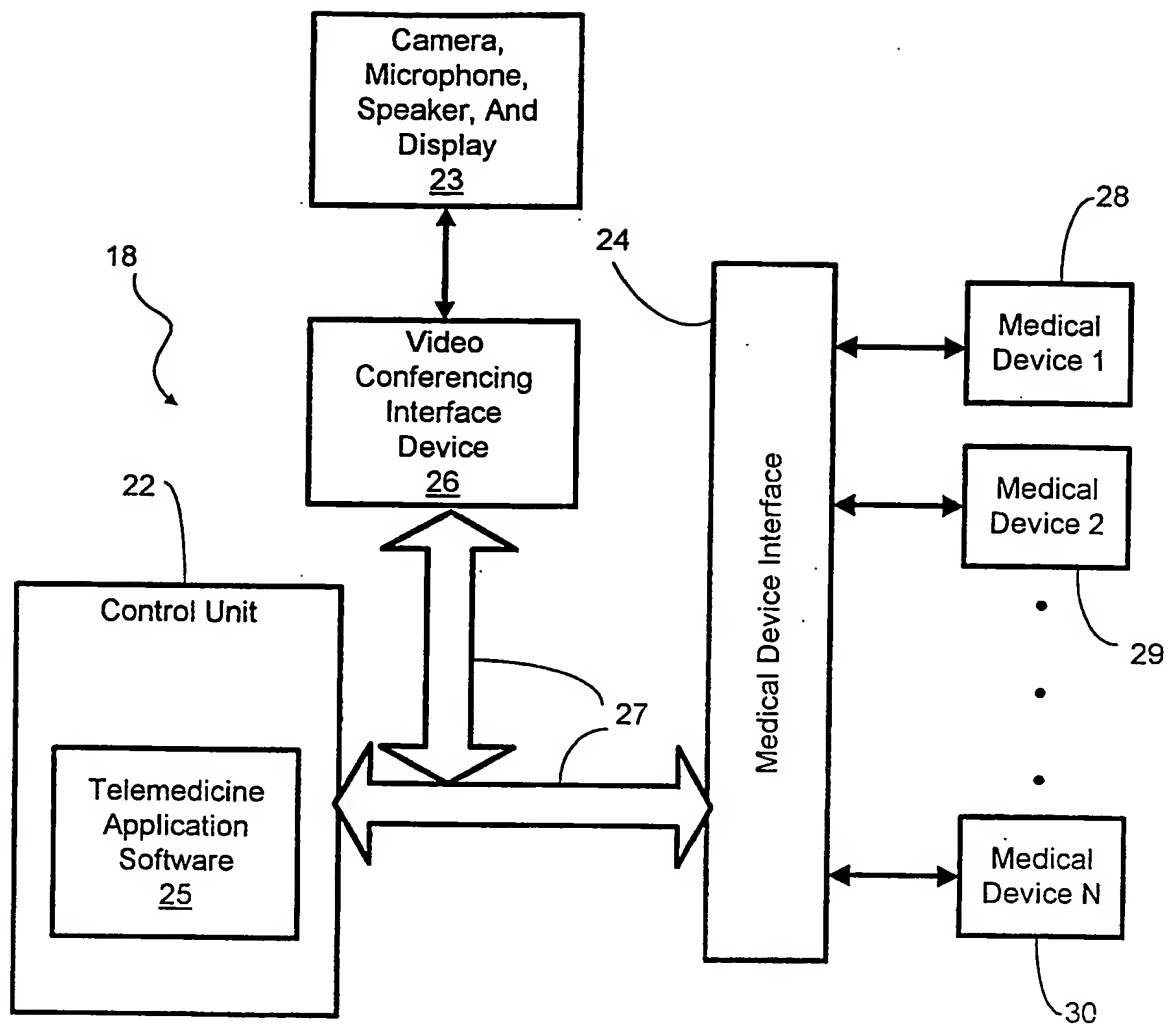 Camera,
Microphone,
Speaker, And
Display
23
18
24
28
Video
Conferencing
Interface
Device
26
Medical
Device 1
22
Medical
Device 2
29
Control Unit
Medical Device Interface
27
Telemedicine
Application
Software
25
Medical
Device N
30